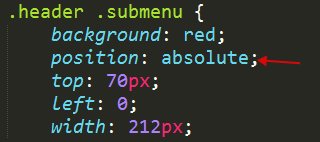 .header .submenu {
background: red;
position: absolute;
top: 70px;
left: 0;
width: 212px;